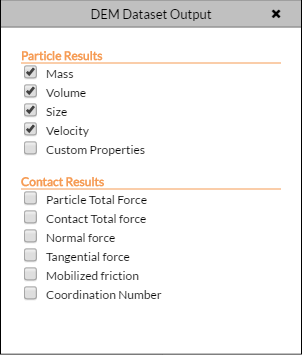 DEM Dataset Output
Particle Results
Mass
Volume
Size
Velocity
Custom Properties
Contact Results
Particle Total Force
Contact Total force
Normal force
Tangential force
Mobilized friction
Coordination Number